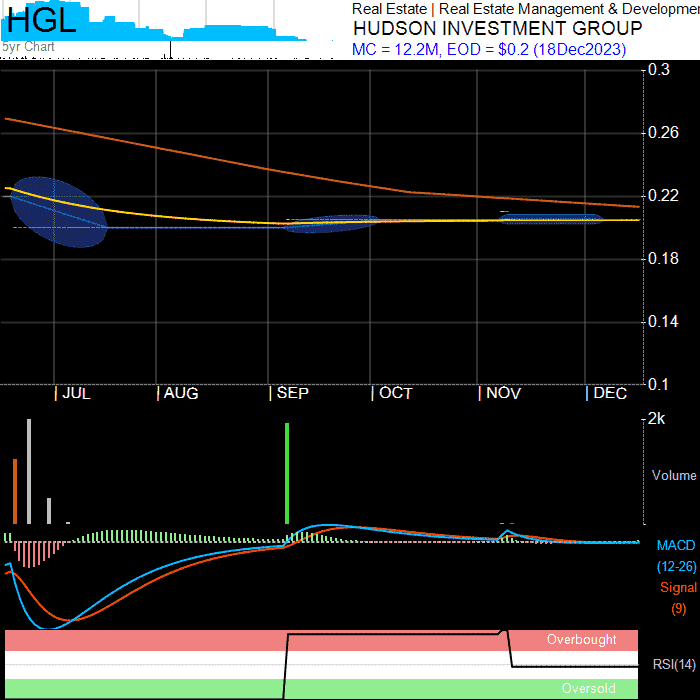 HGL
5yr Chart
Real Estate | Real Estate Management & Developmen
HUDSON INVESTMENT GROUP
MC = 12.2M, EOD = $0.2 (18Dec2023)
0.3
0.26
0.22
0.18
0.14
0.1
JUL AUG SEP OCT NOV DEC
2k
Volume
MACD
(12-26)
Signal
(9)
Overbought
RSI(14)
Oversold